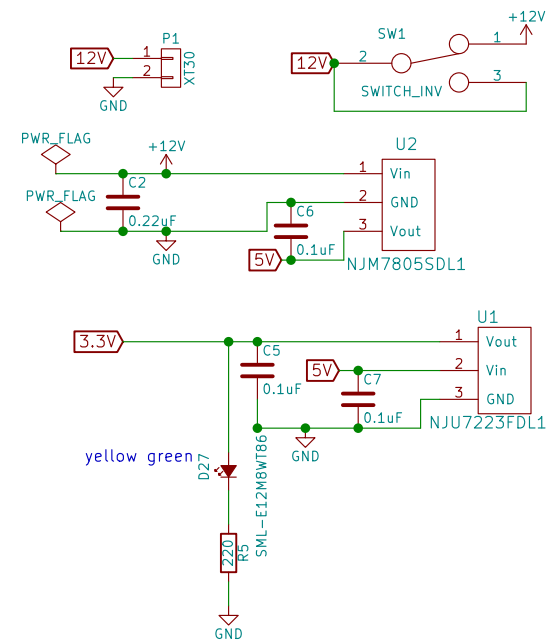 P1
12V
1
2
XT30
GND
+12V
SW1
12V
2
1
3
SWITCH_INV
PWR_FLAG
+12V
PWR_FLAG
C2
0.22uF
GND
C6
0.1uF
5V
U2
1
Vin
2
GND
3
Vout
NJM7805SDL1
3.3V
C5
0.1uF
5V
C7
0.1uF
GND
U1
1
Vout
2
Vin
3
GND
NJU7223FDL1
yellow green
D27
SML-E12M8WT86
220
R5
GND